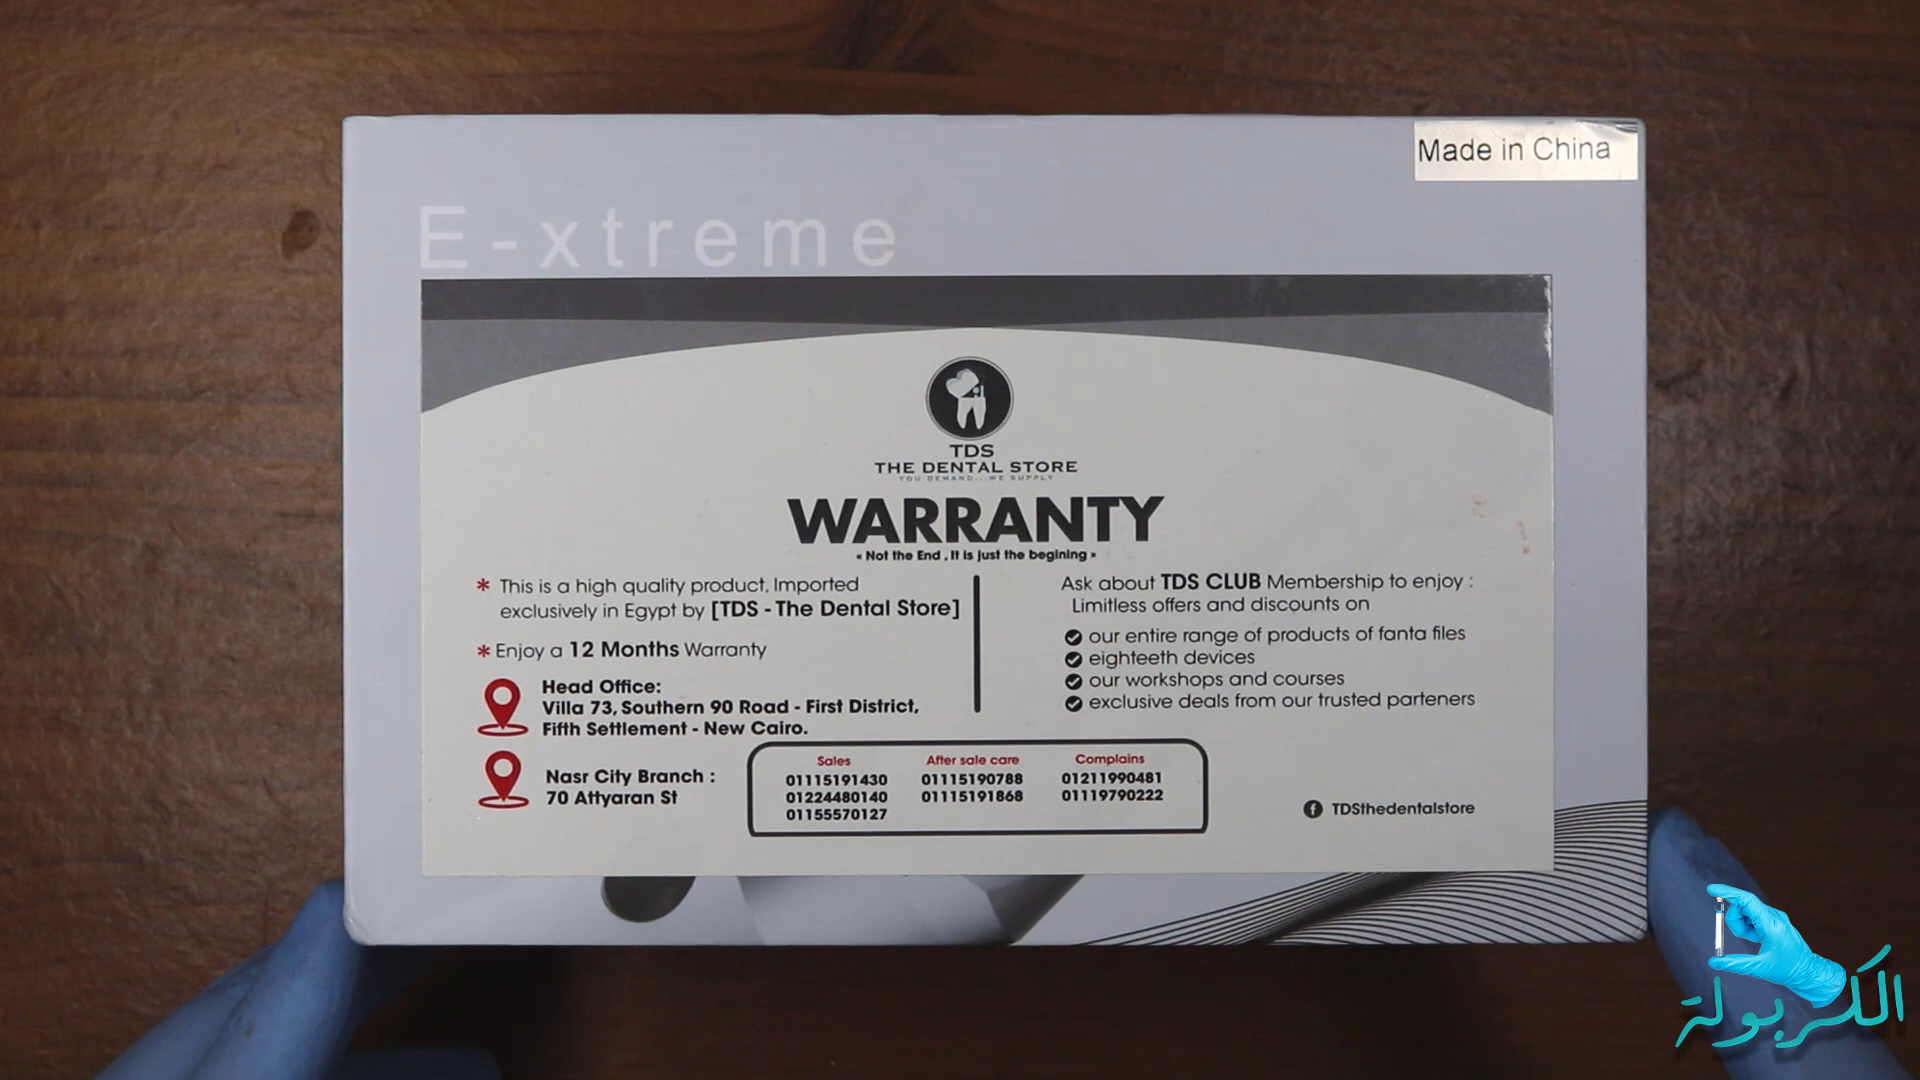 Made in China
E-xtreme
TDS
THE DENTAL STORE
YOU DEMAND...WE SUPPLY
WARRANTY
« Not the End , It is just the begining »
* This is a high quality product, Imported
exclusively in Egypt by [TDS - The Dental Store]
* Enjoy a 12 Months Warranty
Head Office:
Villa 73, Southern 90 Road - First District,
Fifth Settlement - New Cairo.
Nasr City Branch :
70 Attyaran St
Ask about TDS CLUB Membership to enjoy :
Limitless offers and discounts on
our entire range of products of fanta files
eighteeth devices
our workshops and courses
exclusive deals from our trusted parteners
Sales
01115191430
01224480140
01155570127
After sale care
01115190788
01115191868
Complains
01211990481
01119790222
TDSthedentalstore
الكربولة